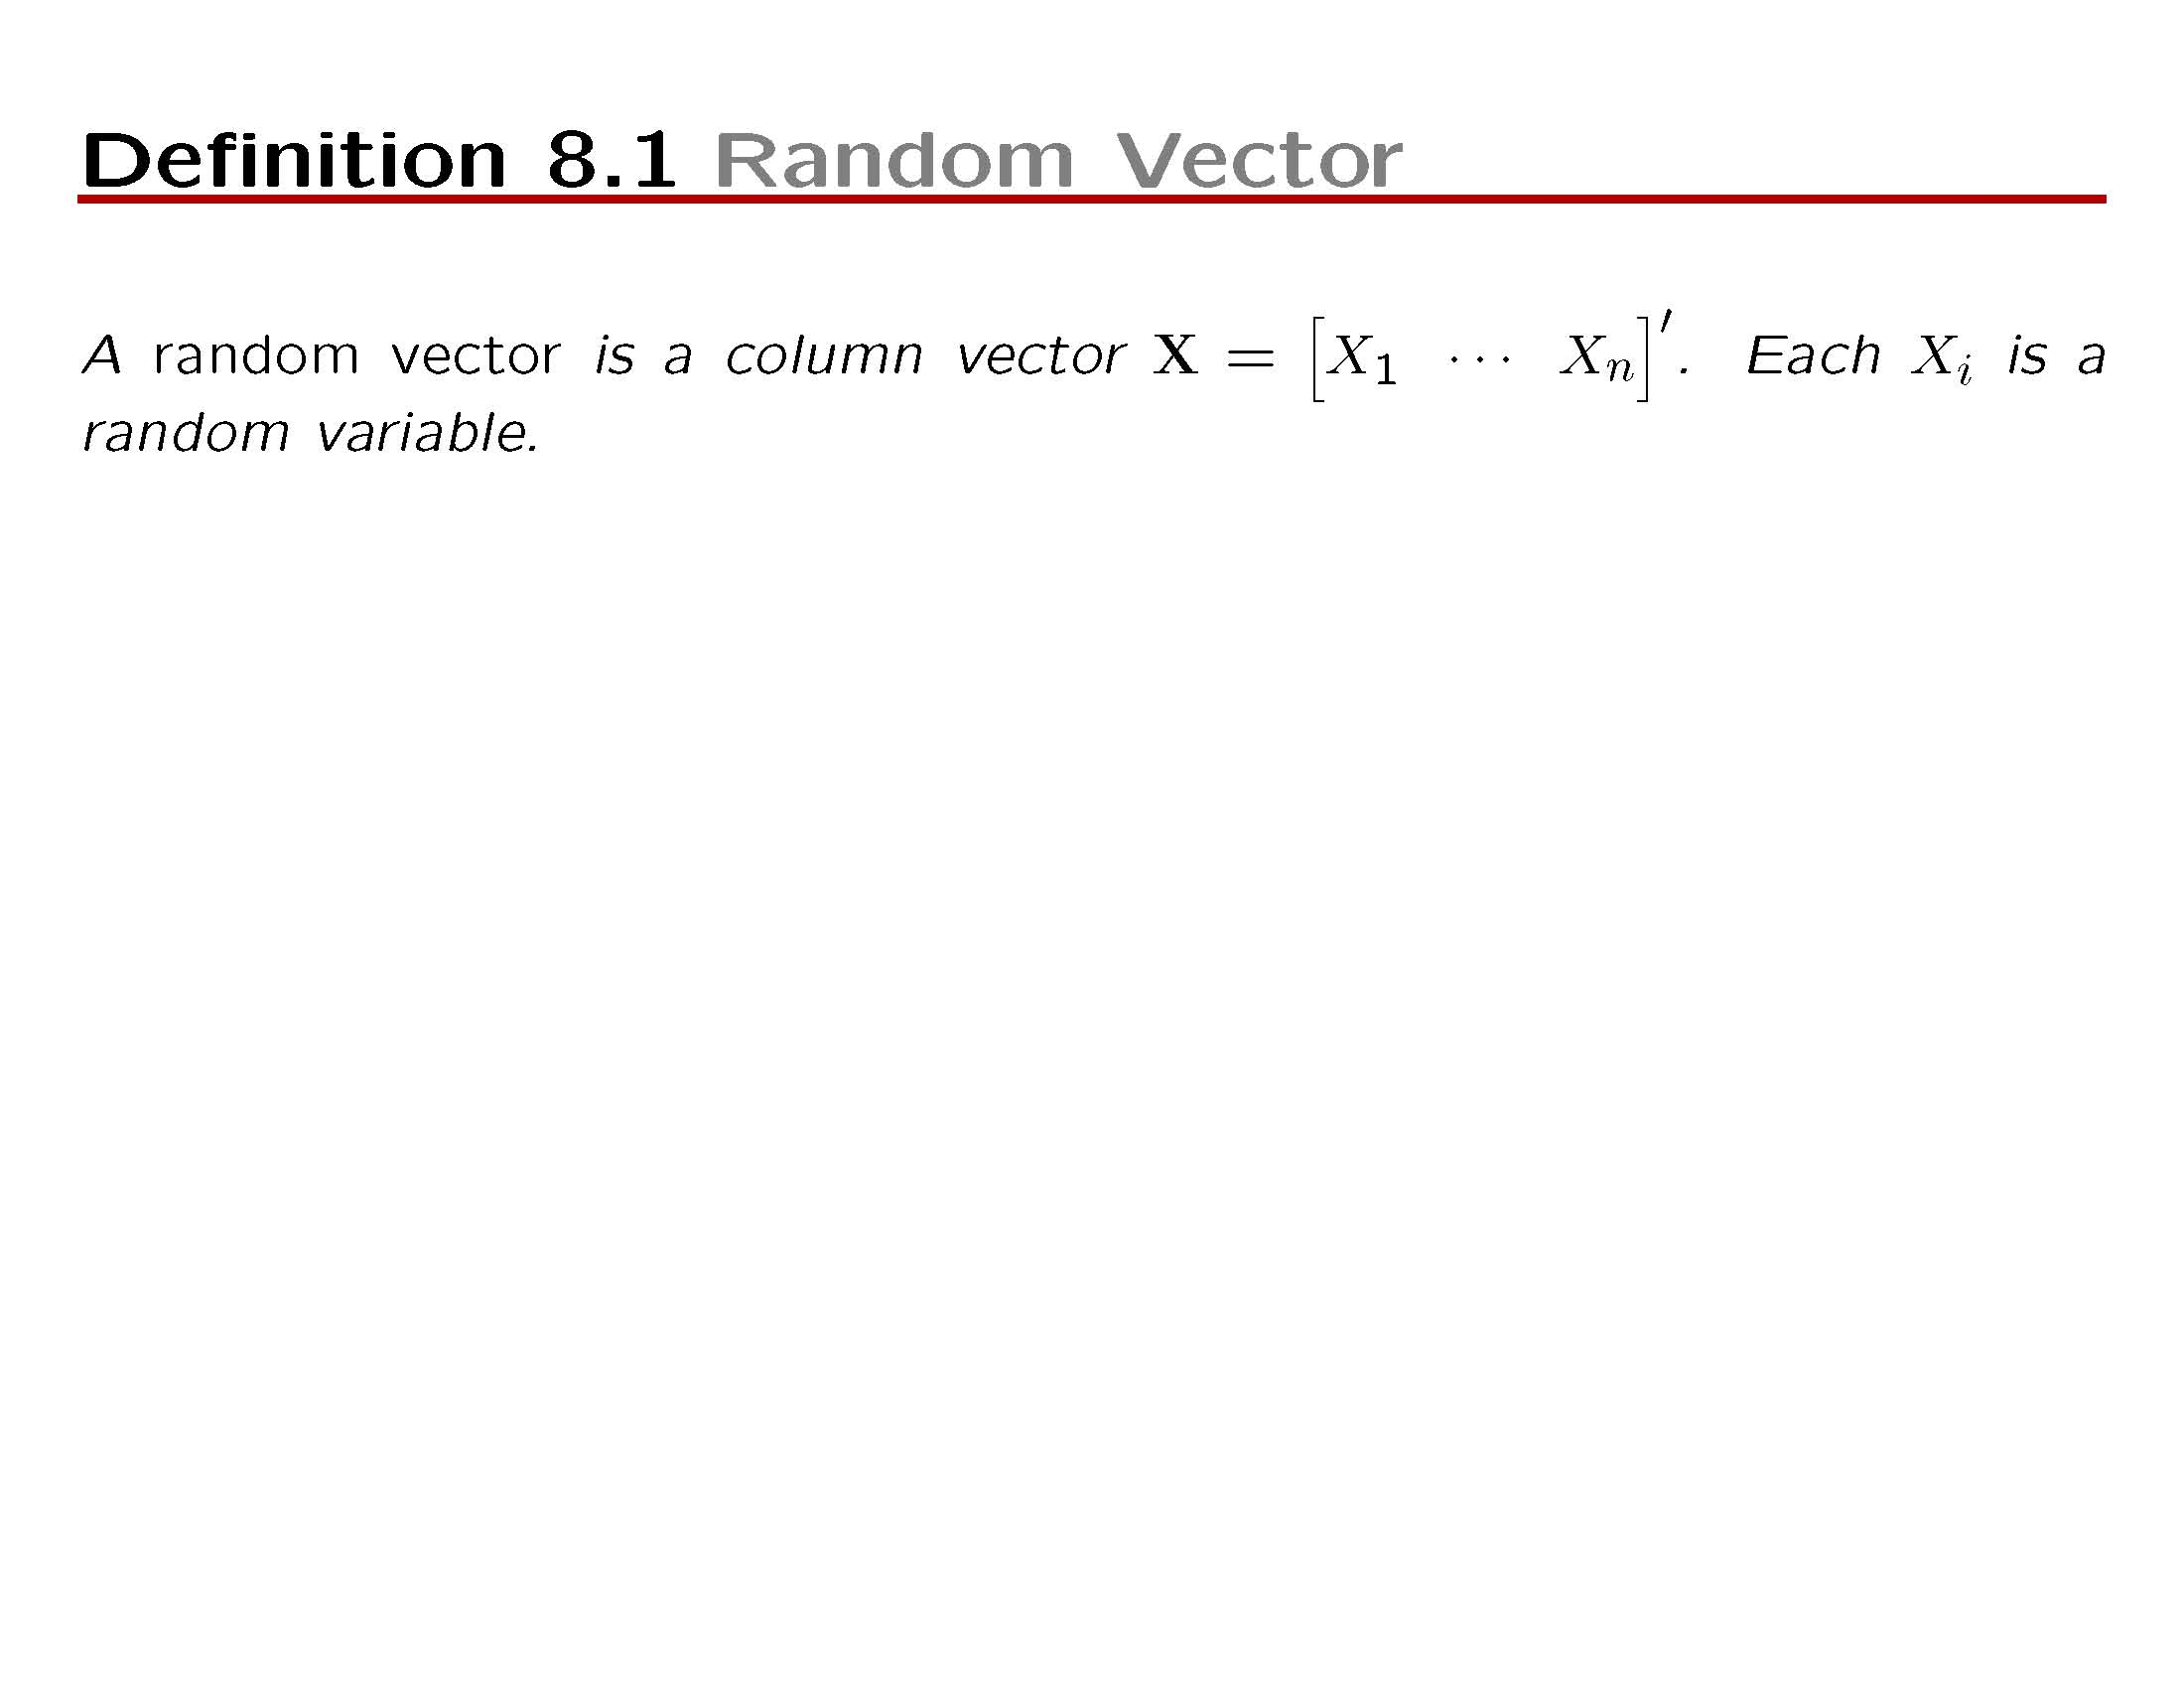 Definition 8.1 Random Vector
A random vector is a column vector X = [X₁ ⋯ Xₙ]′. Each Xᵢ is a
random variable.